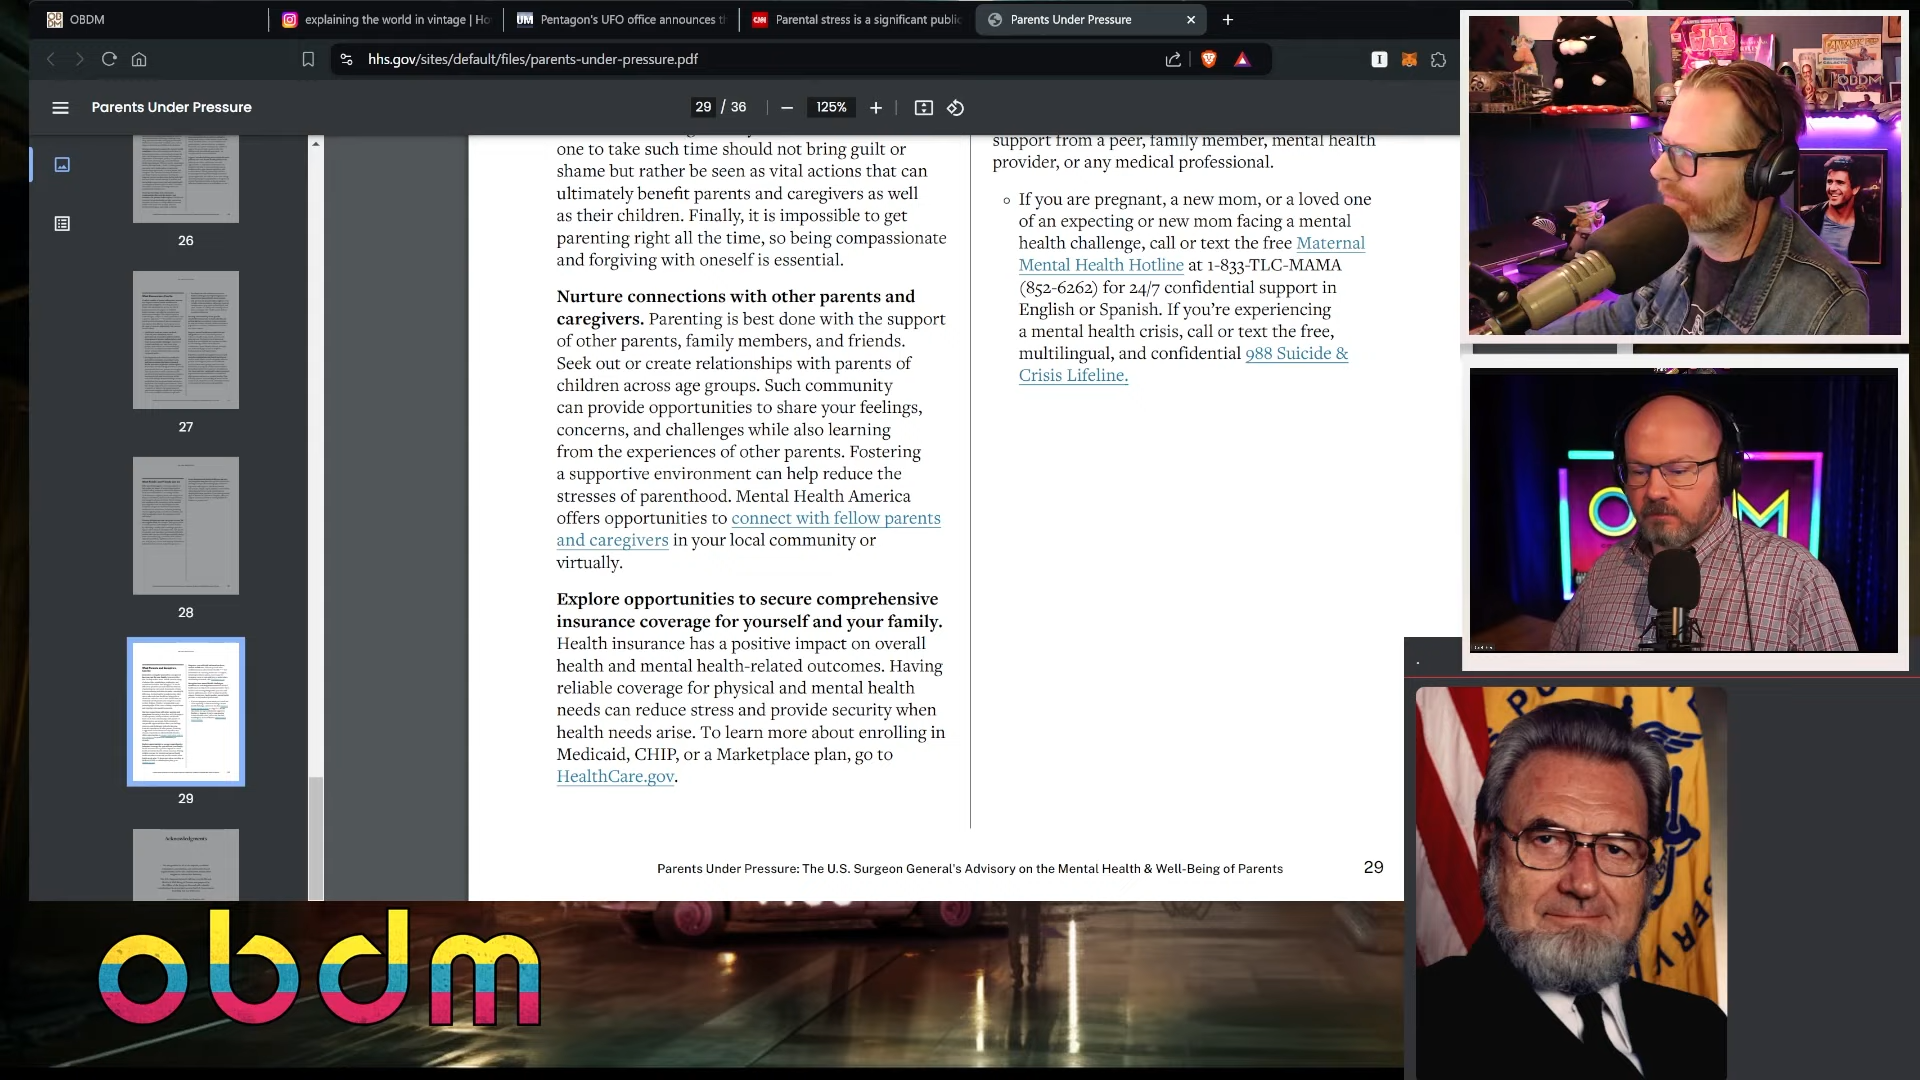 OBDM
explaining the world in vintage | Ho
UM Pentagon's UFO office announces t
CNN Parental stress is a significant public
Parents Under Pressure
hhs.gov/sites/default/files/parents-under-pressure.pdf
Parents Under Pressure
29 / 36
125%
26
27
28
29
Acknowledgements
one to take such time should not bring guilt or
shame but rather be seen as vital actions that can
ultimately benefit parents and caregivers as well
as their children. Finally, it is impossible to get
parenting right all the time, so being compassionate
and forgiving with oneself is essential.
Nurture connections with other parents and
caregivers. Parenting is best done with the support
of other parents, family members, and friends.
Seek out or create relationships with parents of
children across age groups. Such community
can provide opportunities to share your feelings,
concerns, and challenges while also learning
from the experiences of other parents. Fostering
a supportive environment can help reduce the
stresses of parenthood. Mental Health America
offers opportunities to connect with fellow parents
and caregivers in your local community or
virtually.
Explore opportunities to secure comprehensive
insurance coverage for yourself and your family.
Health insurance has a positive impact on overall
health and mental health-related outcomes. Having
reliable coverage for physical and mental health
needs can reduce stress and provide security when
health needs arise. To learn more about enrolling in
Medicaid, CHIP, or a Marketplace plan, go to
HealthCare.gov.
support from a peer, family member, mental health
provider, or any medical professional.
If you are pregnant, a new mom, or a loved one
of an expecting or new mom facing a mental
health challenge, call or text the free Maternal
Mental Health Hotline at 1-833-TLC-MAMA
(852-6262) for 24/7 confidential support in
English or Spanish. If you're experiencing
a mental health crisis, call or text the free,
multilingual, and confidential 988 Suicide &
Crisis Lifeline.
Parents Under Pressure: The U.S. Surgeon General's Advisory on the Mental Health & Well-Being of Parents
29
STAR
WARS
OBDM
obdm